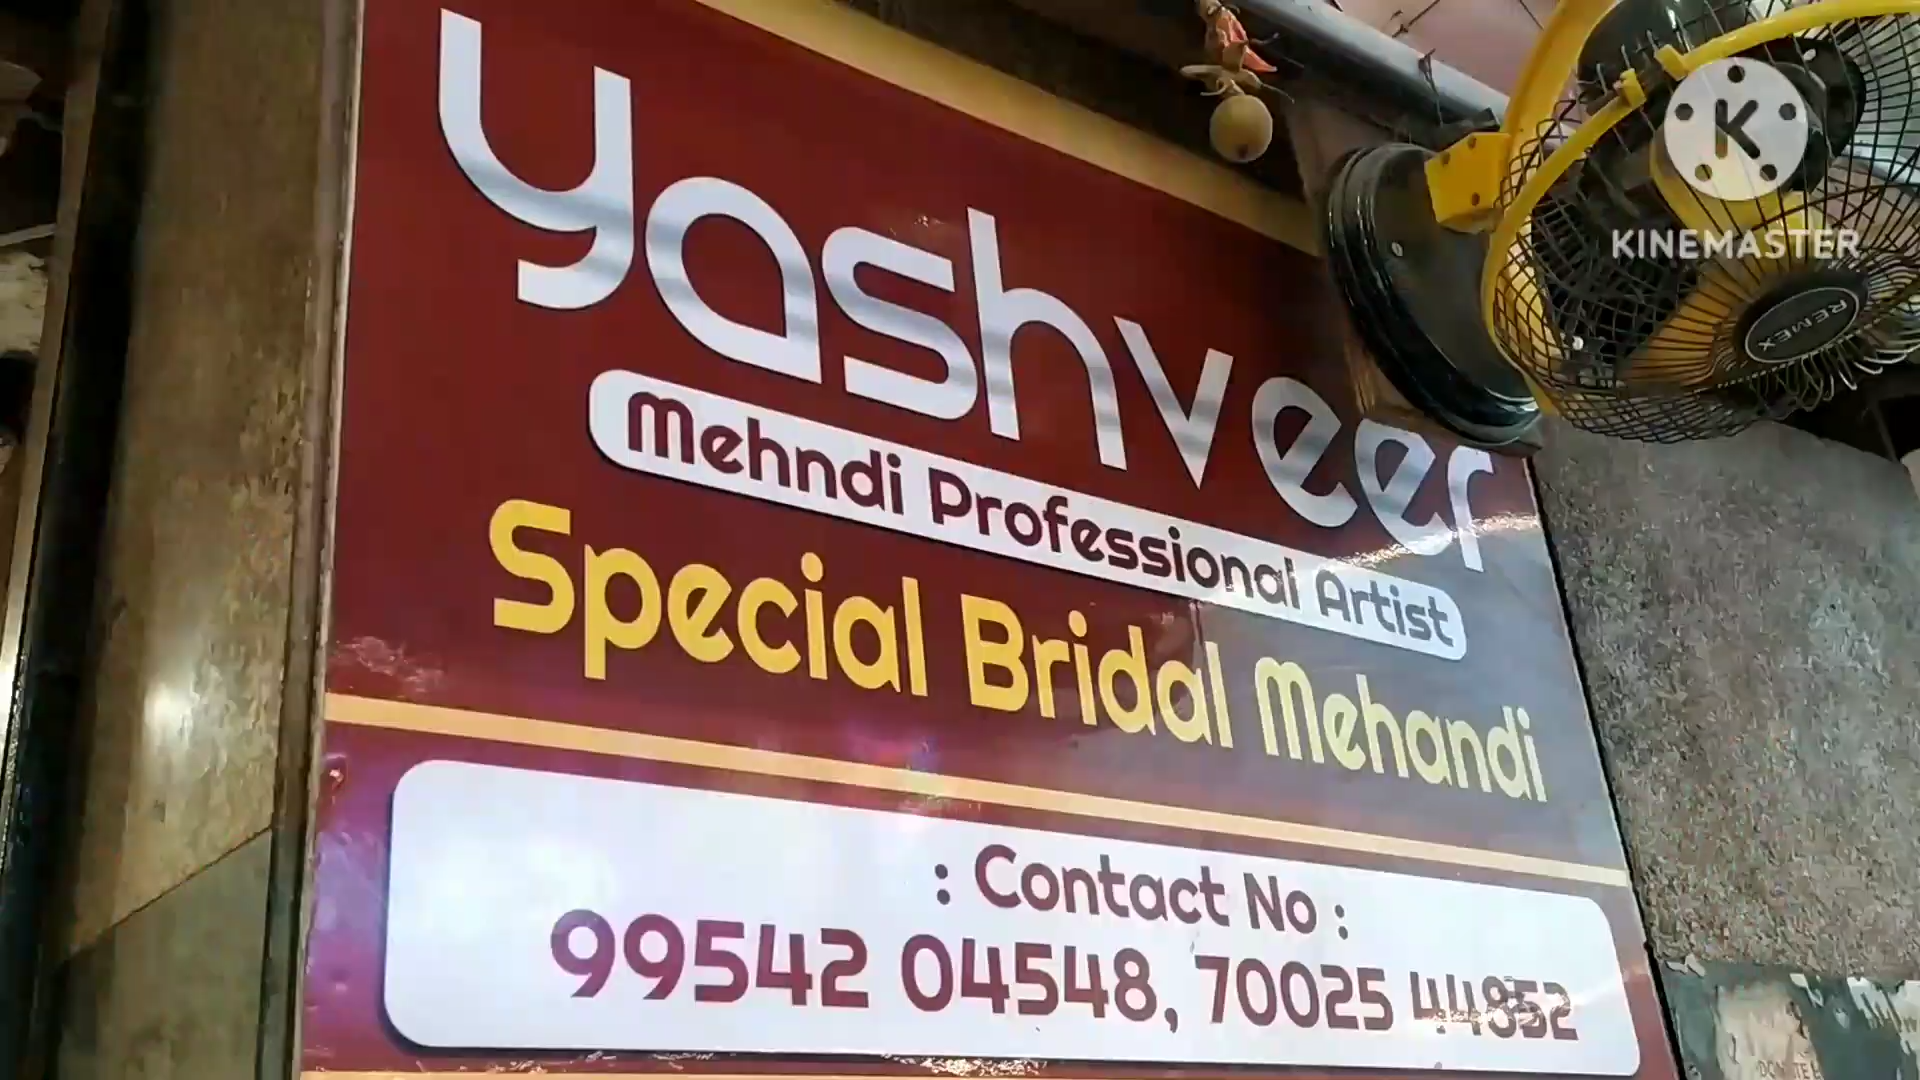 yashveer
Mehndi Professional Artist
Special Bridal Mehandi
: Contact No :
99542 04548, 70025 44852
K
KINEMASTER
REMEX